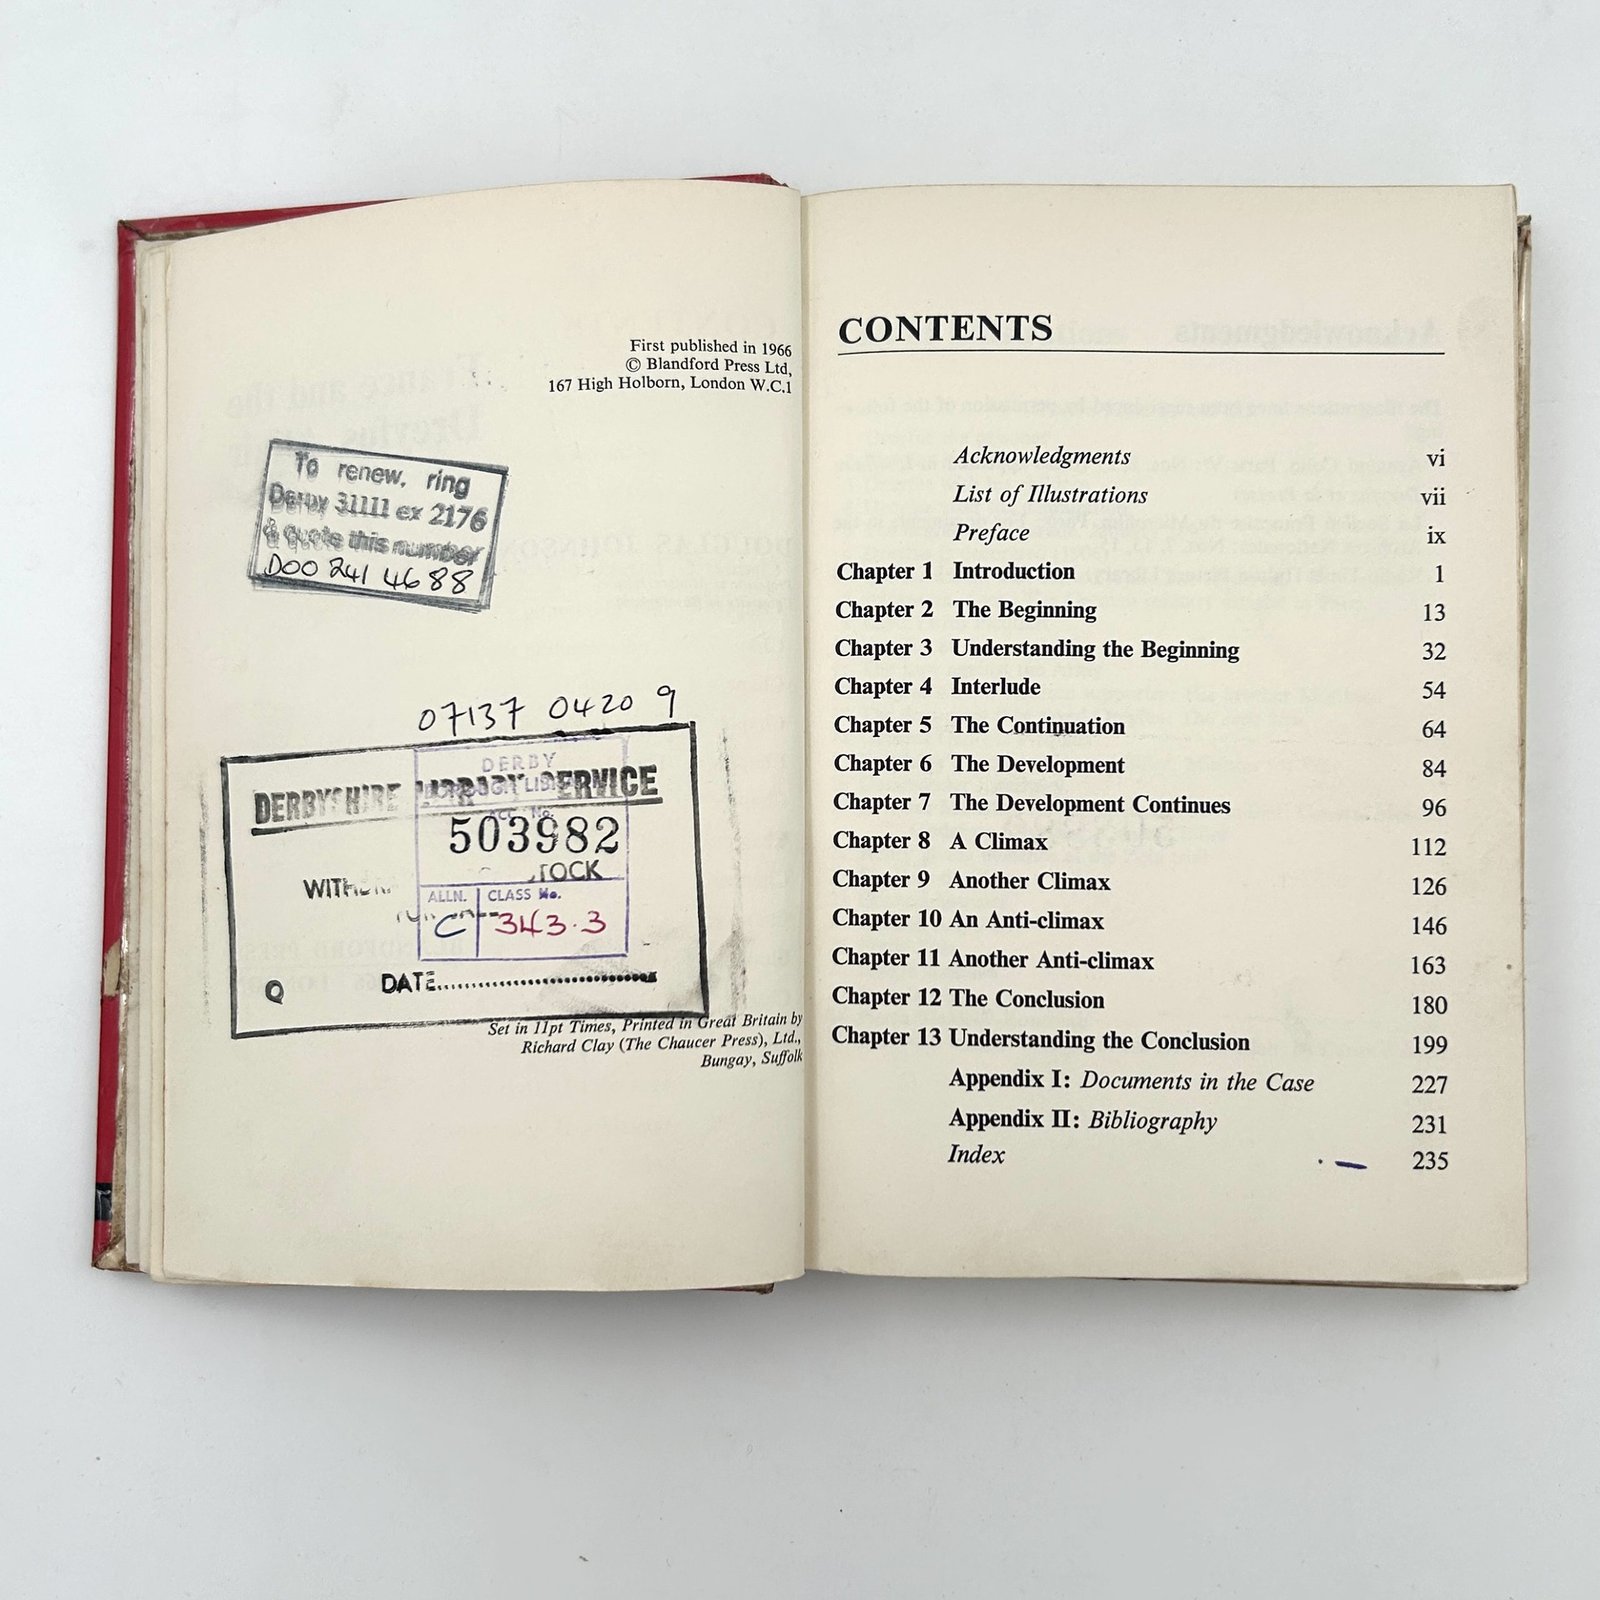 First published in 1966
© Blandford Press Ltd,
167 High Holborn, London W.C.1
To renew, ring
Derby 31111 ex 2176
& quote this number
D00 241 4688
07137 0420 9
DERBYSHIRE LIBRARY SERVICE
DERBY
ACC. No.
503982
ALLN.
CLASS No.
C
343.3
DATE
Set in 11pt Times, Printed in Great Britain by
Richard Clay (The Chaucer Press), Ltd.,
Bungay, Suffolk
CONTENTS
Acknowledgments vi
List of Illustrations vii
Preface ix
Chapter 1 Introduction 1
Chapter 2 The Beginning 13
Chapter 3 Understanding the Beginning 32
Chapter 4 Interlude 54
Chapter 5 The Continuation 64
Chapter 6 The Development 84
Chapter 7 The Development Continues 96
Chapter 8 A Climax 112
Chapter 9 Another Climax 126
Chapter 10 An Anti-climax 146
Chapter 11 Another Anti-climax 163
Chapter 12 The Conclusion 180
Chapter 13 Understanding the Conclusion 199
Appendix I: Documents in the Case 227
Appendix II: Bibliography 231
Index 235